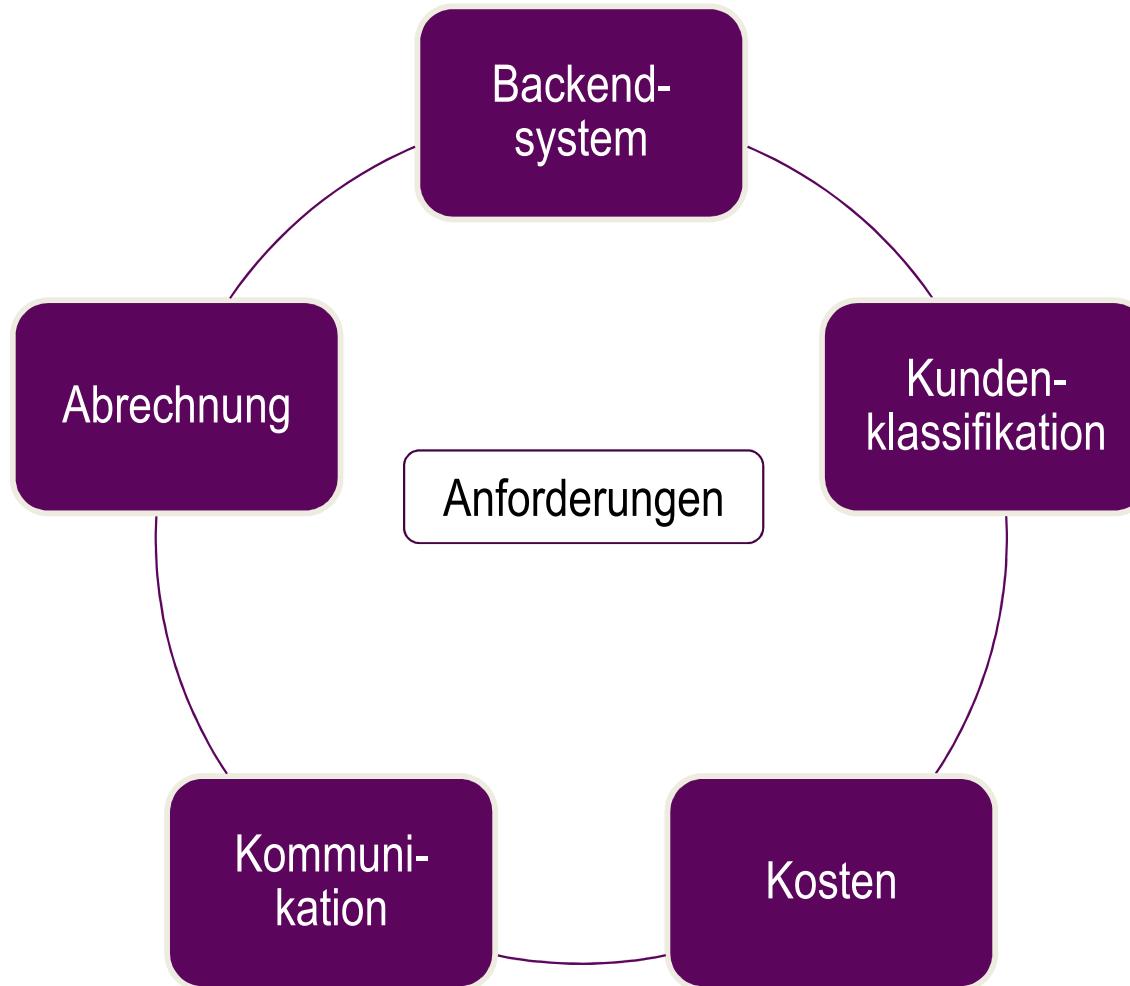 Backend-
system
Kunden-
klassifikation
Kosten
Kommuni-
kation
Abrechnung
Anforderungen